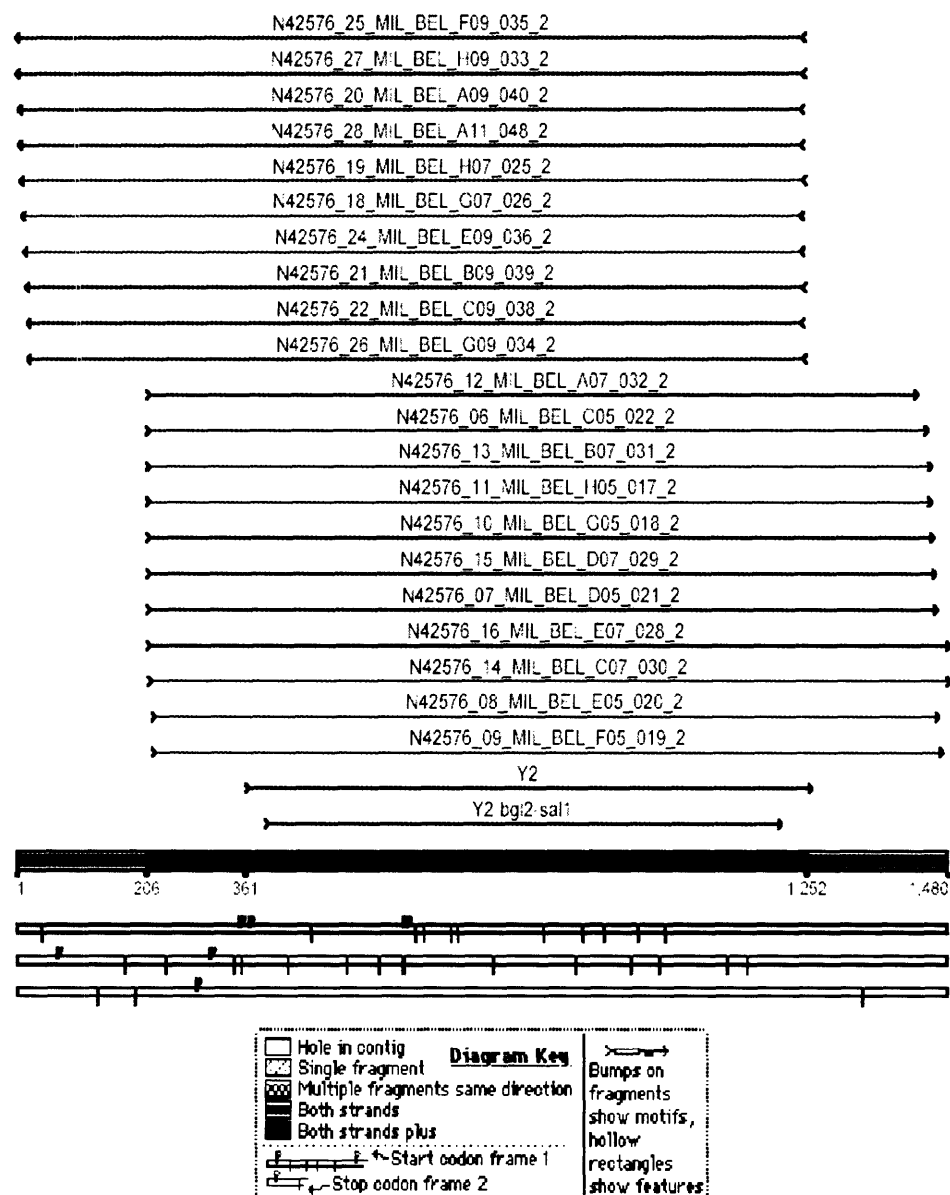 N42576_25_MIL_BEL_F09_035_2
N42576_27_MIL_BEL_H09_033_2
N42576_20_MIL_BEL_A09_040_2
N42576_28_MIL_BEL_A11_048_2
N42576_19_MIL_BEL_H07_025_2
N42576_18_MIL_BEL_G07_026_2
N42576_24_MIL_BEL_E09_036_2
N42576_21_MIL_BEL_B09_039_2
N42576_22_MIL_BEL_C09_038_2
N42576_26_MIL_BEL_G09_034_2
N42576_12_MIL_BEL_A07_032_2
N42576_06_MIL_BEL_C05_022_2
N42576_13_MIL_BEL_B07_031_2
N42576_11_MIL_BEL_H05_017_2
N42576_10_MIL_BEL_G05_018_2
N42576_15_MIL_BEL_D07_029_2
N42576_07_MIL_BEL_D05_021_2
N42576_16_MIL_BEL_E07_028_2
N42576_14_MIL_BEL_C07_030_2
N42576_08_MIL_BEL_E05_020_2
N42576_09_MIL_BEL_F05_019_2
Y2
Y2 bgl2-sal1
1 206 361 1,252 1,480
Diagram Key
Hole in contig
Single fragment
Multiple fragments same direction
Both strands
Both strands plus
Start codon frame 1
Stop codon frame 2
Bumps on
fragments
show motifs,
hollow
rectangles
show features